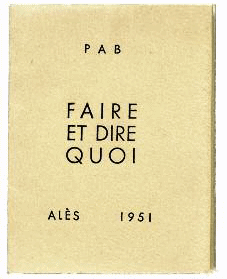 PAB
FAIRE
ET DIRE
QUOI
ALÈS 1951